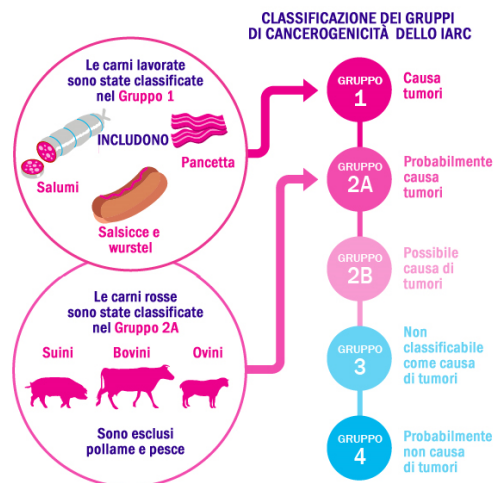 CLASSIFICAZIONE DEI GRUPPI
DI CANCEROGENICITÀ DELLO IARC
Le carni lavorate
sono state classificate
nel Gruppo 1
INCLUDONO
Salumi
Pancetta
Salsicce e
wurstel
Le carni rosse
sono state classificate
nel Gruppo 2A
Suini
Bovini
Ovini
Sono esclusi
pollame e pesce
GRUPPO
1
Causa
tumori
GRUPPO
2A
Probabilmente
causa
tumori
GRUPPO
2B
Possibile
causa di
tumori
GRUPPO
3
Non
classificabile
come causa
di tumori
GRUPPO
4
Probabilmente
non causa
di tumori